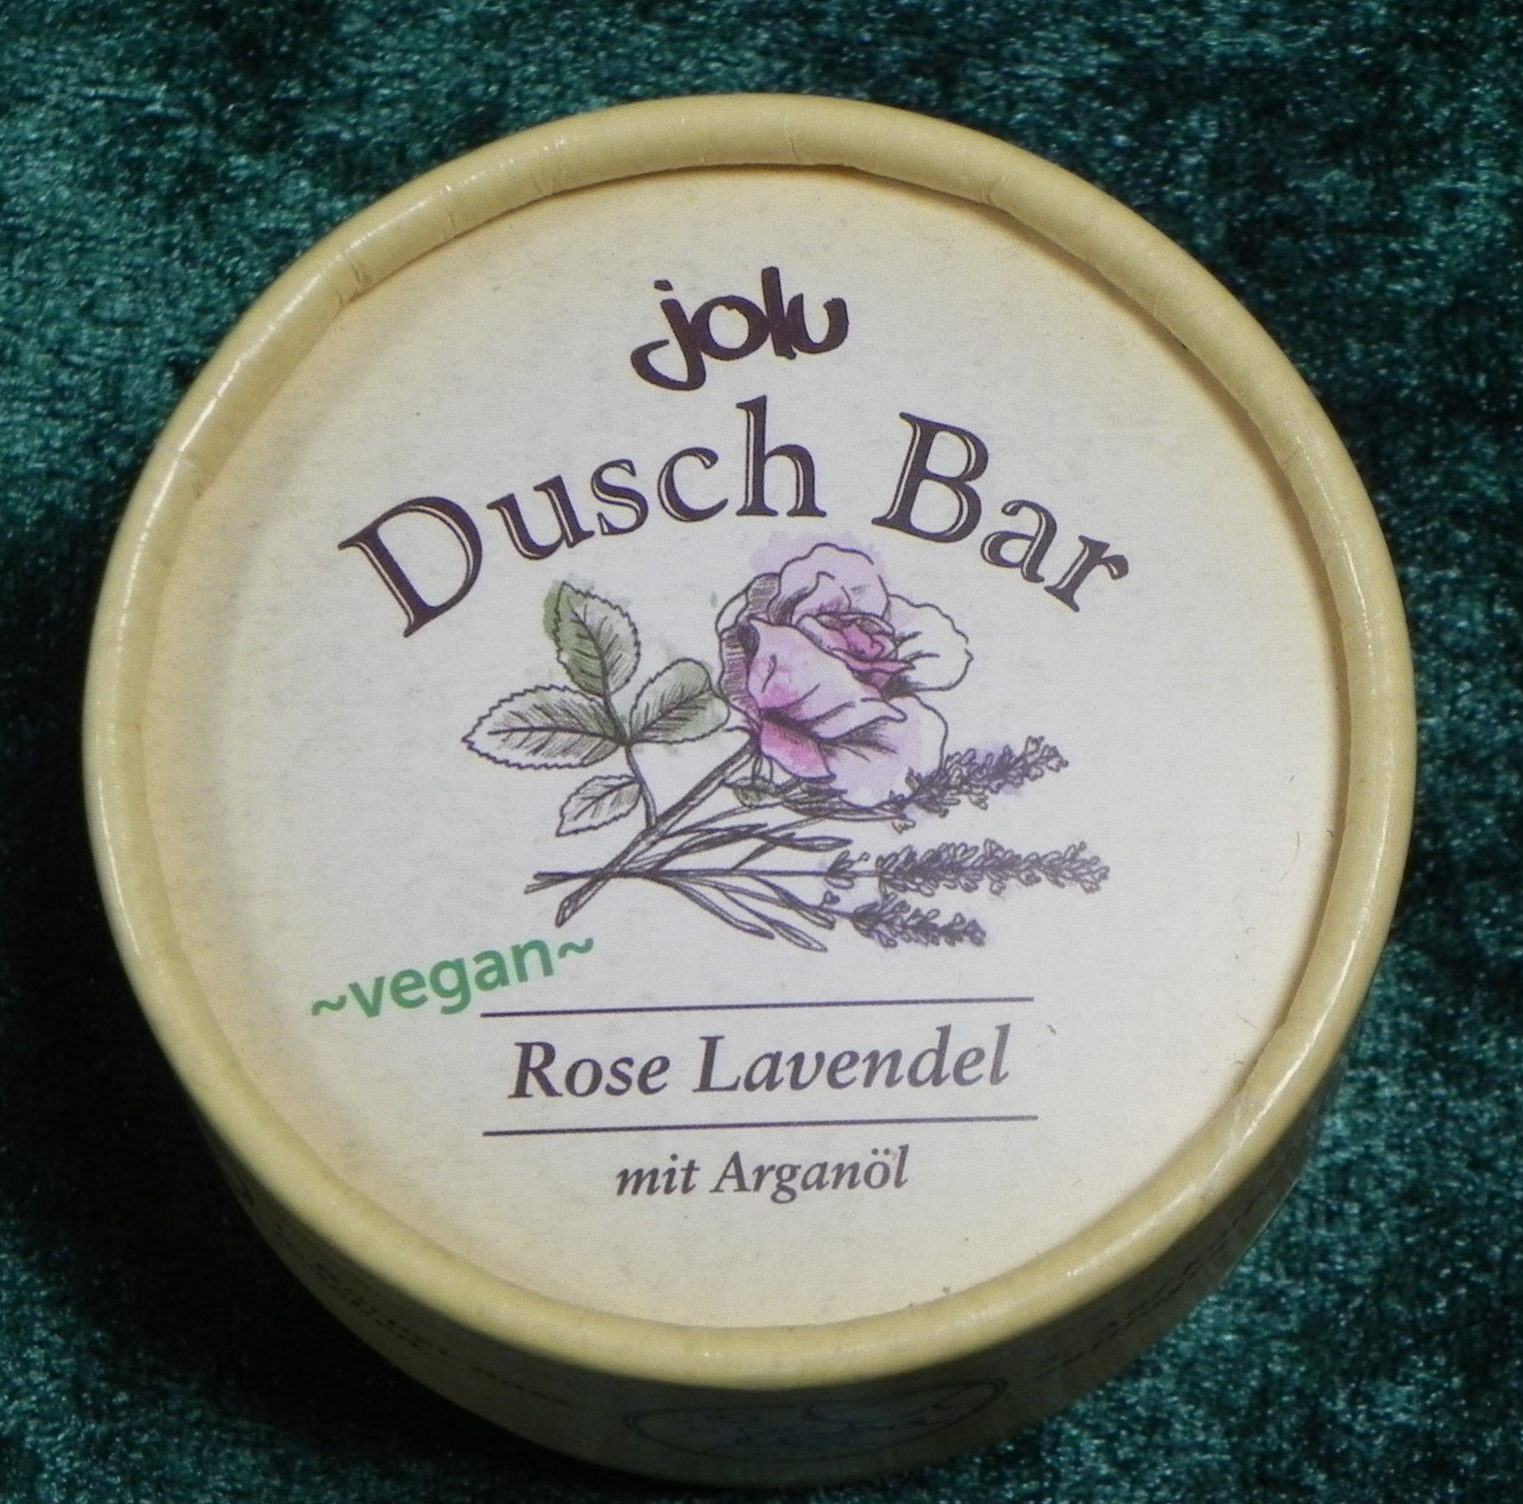 jolu
Dusch Bar
~vegan~
Rose Lavendel
mit Arganöl